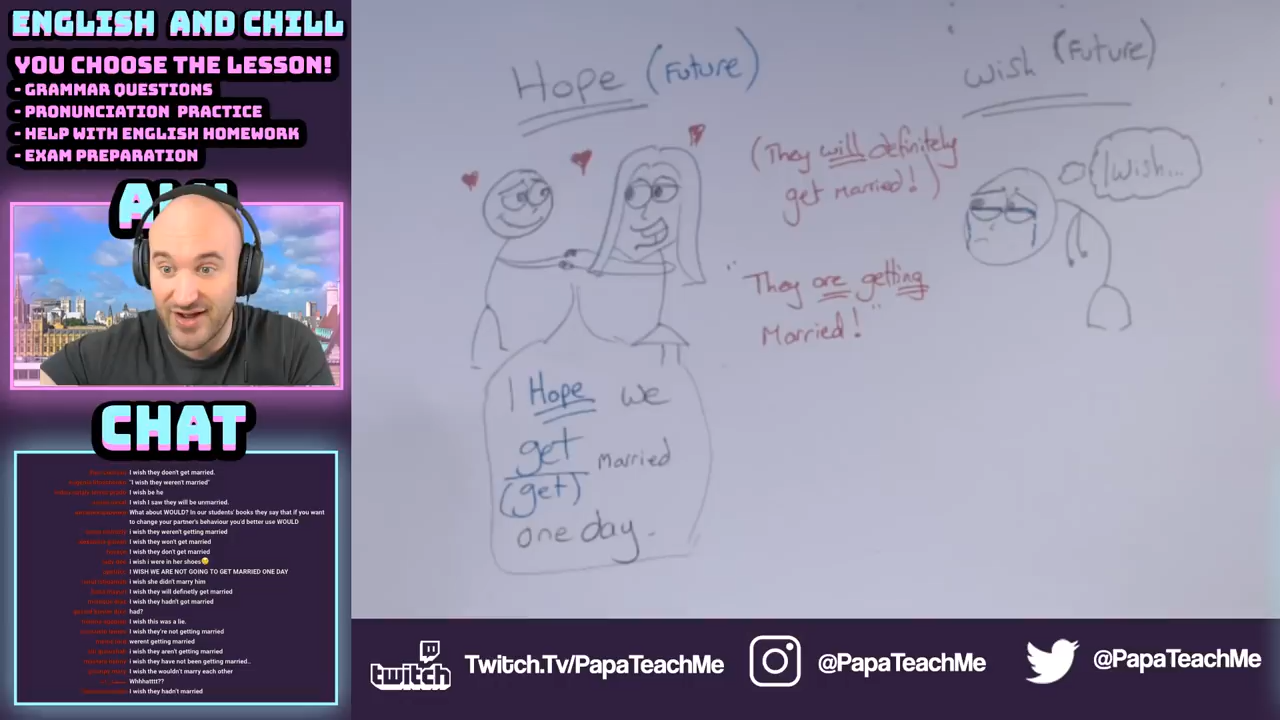 ENGLISH AND CHILL
YOU CHOOSE THE LESSON!
- GRAMMAR QUESTIONS
- PRONUNCIATION PRACTICE
- HELP WITH ENGLISH HOMEWORK
- EXAM PREPARATION
CHAT
I wish they doon't get married.
"I wish they weren't married"
I wish be he
I wish I saw they will be unmarried.
What about WOULD? In our students' books they say that if you want
to change your partner's behaviour you'd better use WOULD
i wish they weren't getting married
I wish they won't get married
I wish they don't get married
i wish i were in her shoes
I WISH WE ARE NOT GOING TO GET MARRIED ONE DAY
i wish she didn't marry him
I wish they will definetly get married
I wish they hadn't got married
had?
I wish this was a lie.
I wish they're not getting married
werent getting married
i wish they aren't getting married
i wish they have not been getting married..
I wish the wouldn't marry each other
Whhhatttt??
I wish they hadn't married
Hope (Future)
I Hope we
get married
(get)
one day.
(They will definitely
get married!)
"They are getting
Married!"
wish (Future)
I wish...
twitch
Twitch.Tv/PapaTeachMe
@PapaTeachMe
@PapaTeachMe